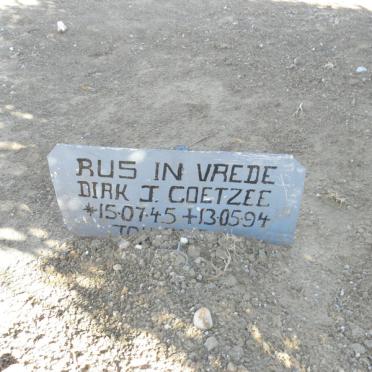 RUS IN VREDE
DIRK J. COETZEE
*15-07-45 +13-05-94